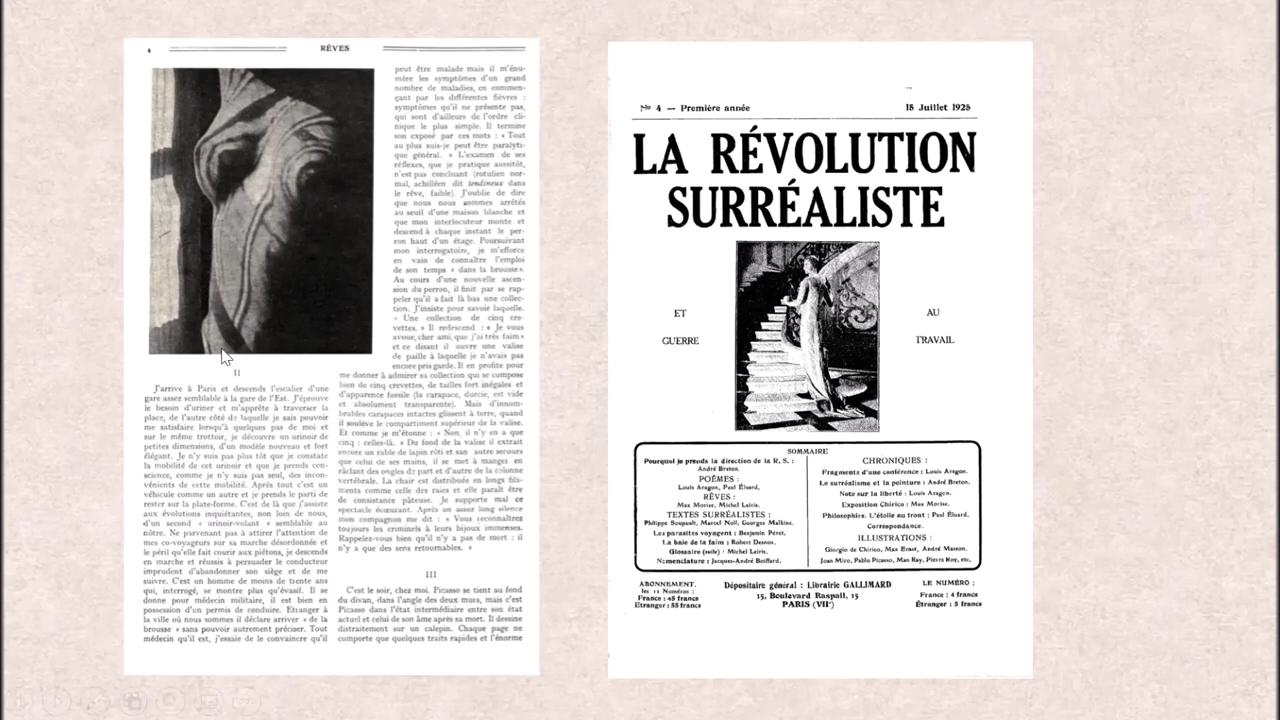 4
RÊVES
peut être malade mais il m'énu-
mère les symptômes d'un grand
nombre de maladies, en commen-
çant par les différentes fièvres :
symptômes qu'il ne présente pas,
qui sont d'ailleurs de l'ordre cli-
nique le plus simple. Il termine
son exposé par ces mots : « Tout
au plus suis-je peut être paralyti-
que général. » L'examen de ses
réflexes, que je pratique aussitôt,
n'est pas concluant (rotulien nor-
mal, achilléen dit tendineux dans
le rêve, faible). J'oublie de dire
que nous nous sommes arrêtés
au seuil d'une maison blanche et
que mon interlocuteur monte et
descend à chaque instant le per-
ron haut d'un étage. Poursuivant
mon interrogatoire, je m'efforce
en vain de connaître l'emploi
de son temps « dans la brousse».
Au cours d'une nouvelle ascen-
sion du perron, il finit par se rap-
peler qu'il a fait là bas une collec-
tion. J'insiste pour savoir laquelle.
« Une collection de cinq cre-
vettes. » Il redescend : « Je vous
avoue, cher ami, que j'ai très faim »
et ce disant il ouvre une valise
de paille à laquelle je n'avais pas
encore pris garde. Il en profite pour
me donner à admirer sa collection qui se compose
bien de cinq crevettes, de tailles fort inégales et
d'apparence fossile (la carapace, durcie, est vide
et absolument transparente). Mais d'innom-
brables carapaces intactes glissent à terre, quand
il soulève le compartiment supérieur de la valise.
Et comme je m'étonne : « Non, il n'y en a que
cinq : celles-là. » Du fond de la valise il extrait
encore un rable de lapin rôti et san autre secours
que celui de ses mains, il se met à manger en
râclant des ongles de part et d'autre de la colonne
vertébrale. La chair est distribuée en longs fila-
ments comme celle des raies et elle paraît être
de consistance pâteuse. Je supporte mal ce
spectacle écœurant. Après un assez long silence
mon compagnon me dit : « Vous reconnaîtrez
toujours les criminels à leurs bijoux immenses.
Rappelez-vous bien qu'il n'y a pas de mort : il
n'y a que des sens retournables. »
II
J'arrive à Paris et descends l'escalier d'une
gare assez semblable à la gare de l'Est. J'éprouve
le besoin d'uriner et m'apprête à traverser la
place, de l'autre côté de laquelle je sais pouvoir
me satisfaire lorsqu'à quelques pas de moi et
sur le même trottoir, je découvre un urinoir de
petites dimensions, d'un modèle nouveau et fort
élégant. Je n'y suis pas plus tôt que je constate
la mobilité de cet urinoir et que je prends con-
science, comme je n'y suis pas seul, des incon-
vénients de cette mobilité. Après tout c'est un
véhicule comme un autre et je prends le parti de
rester sur la plate-forme. C'est de là que j'assiste
aux évolutions inquiétantes, non loin de nous,
d'un second « urinoir-volant » semblable au
nôtre. Ne parvenant pas à attirer l'attention de
mes co-voyageurs sur sa marche désordonnée et
le péril qu'elle fait courir aux piétons, je descends
en marche et réussis à persuader le conducteur
imprudent d'abandonner son siège et de me
suivre. C'est un homme de moins de trente ans
qui, interrogé, se montre plus qu'évasif. Il se
donne pour médecin militaire, il est bien en
possession d'un permis de conduire. Etranger à
la ville où nous sommes il déclare arriver « de la
brousse » sans pouvoir autrement préciser. Tout
médecin qu'il est, j'essaie de le convaincre qu'il
III
C'est le soir, chez moi. Picasso se tient au fond
du divan, dans l'angle des deux murs, mais c'est
Picasso dans l'état intermédiaire entre son état
actuel et celui de son âme après sa mort. Il dessine
distraitement sur un calepin. Chaque page ne
comporte que quelques traits rapides et l'énorme
No 4 — Première année
15 Juillet 1925
LA RÉVOLUTION
SURRÉALISTE
ET
GUERRE
AU
TRAVAIL
SOMMAIRE
Pourquoi je prends la direction de la R. S. :
André Breton.
POÈMES :
Louis Aragon, Paul Éluard.
RÊVES :
Max Morise, Michel Leiris.
TEXTES SURRÉALISTES :
Philippe Soupault, Marcel Noll, Georges Malkine.
Les parasites voyagent : Benjamin Péret.
La baie de la faim : Robert Desnos.
Glossaire (suite) : Michel Leiris.
Nomenclature : Jacques-André Boiffard.
CHRONIQUES :
Fragments d'une conférence : Louis Aragon.
Le surréalisme et la peinture : André Breton.
Note sur la liberté : Louis Aragon.
Exposition Chirico : Max Morise.
Philosophies. L'étoile au front : Paul Éluard.
Correspondance.
ILLUSTRATIONS :
Giorgio de Chirico, Max Ernst, André Masson,
Joan Miro, Pablo Picasso, Man Ray, Pierre Roy, etc.
ABONNEMENT,
les 12 Numéros :
France : 45 francs
Étranger : 55 francs
Dépositaire général : Librairie GALLIMARD
15, Boulevard Raspail, 15
PARIS (VIIe)
LE NUMÉRO :
France : 4 francs
Étranger : 5 francs